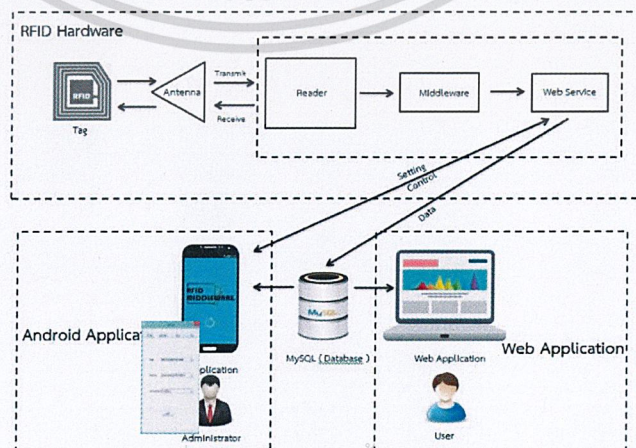 RFID Hardware
RFID
Tag
Antenna
Transmit
Receive
Reader
Middleware
Web Service
Setting
Control
Data
Android Applica
RFID
MIDDLEWARE
plication
Administrator
MySQL
MySQL ( Database )
Web Application
Web Application
User